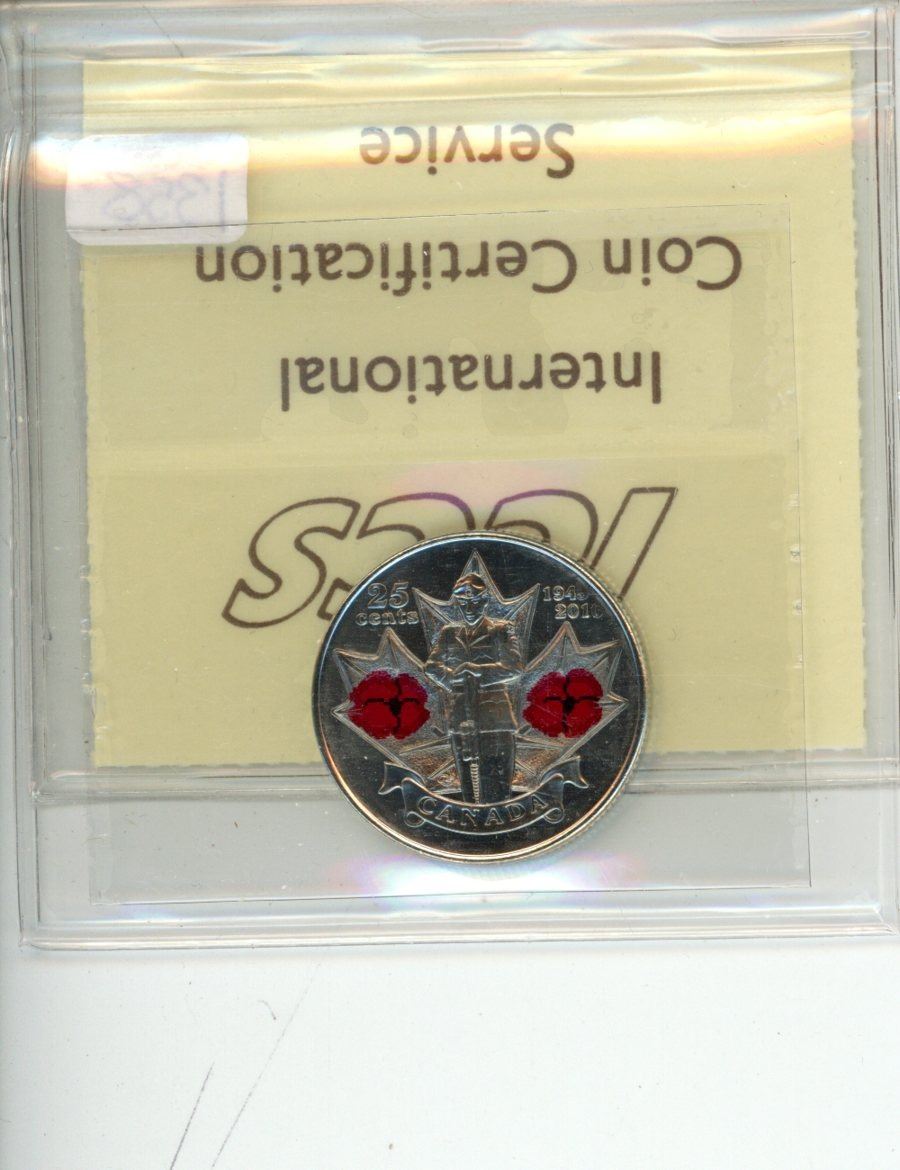 ICCS
International
Coin Certification
Service
25
cents
1945
2010
CANADA